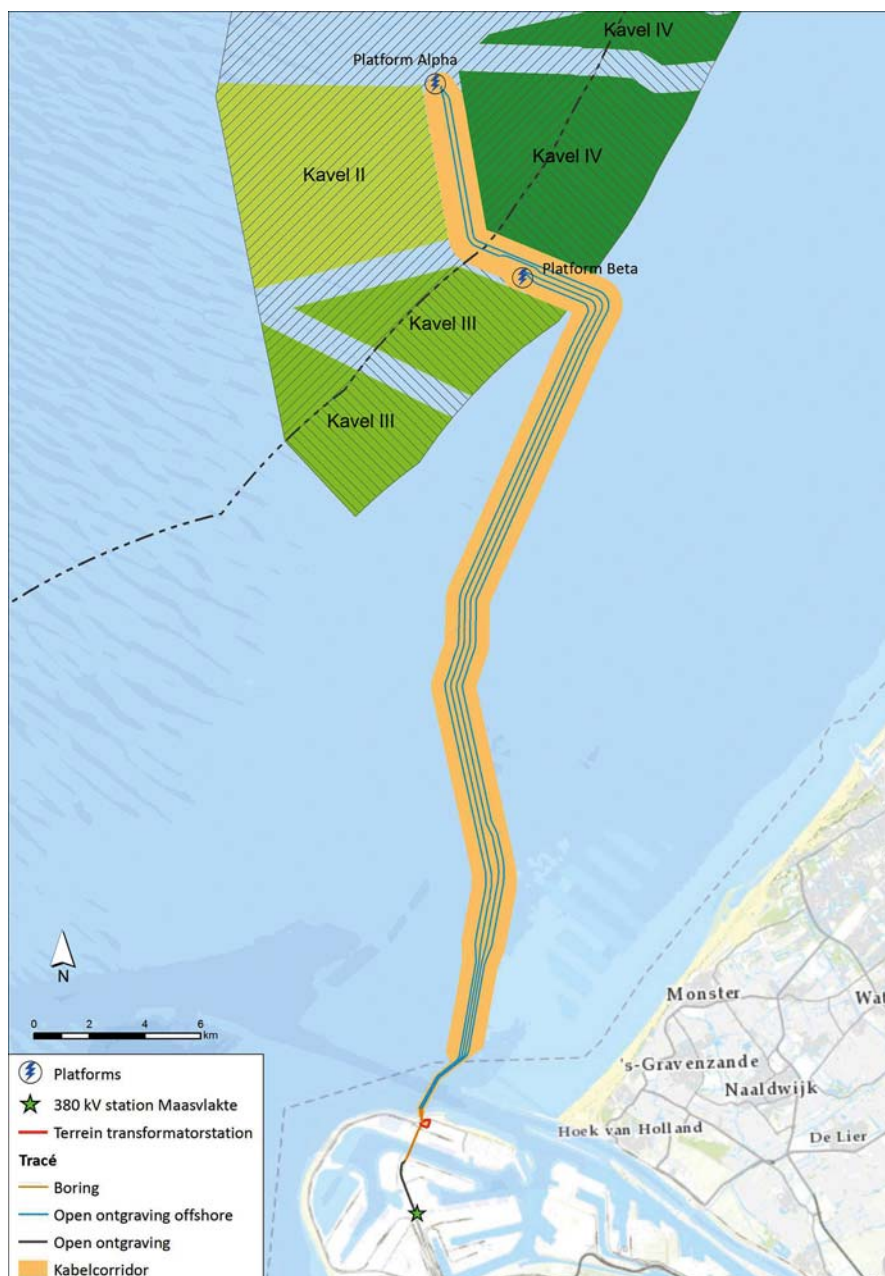 Kavel IV
Platform Alpha
Kavel IV
Kavel II
Platform Beta
Kavel III
Kavel III
N
0 2 4 6
km
Monster
Wat
's-Gravenzande
Naaldwijk
Hoek van Holland
De Lier
Platforms
380 kV station Maasvlakte
Terrein transformatorstation
Tracé
Boring
Open ontgraving offshore
Open ontgraving
Kabelcorridor